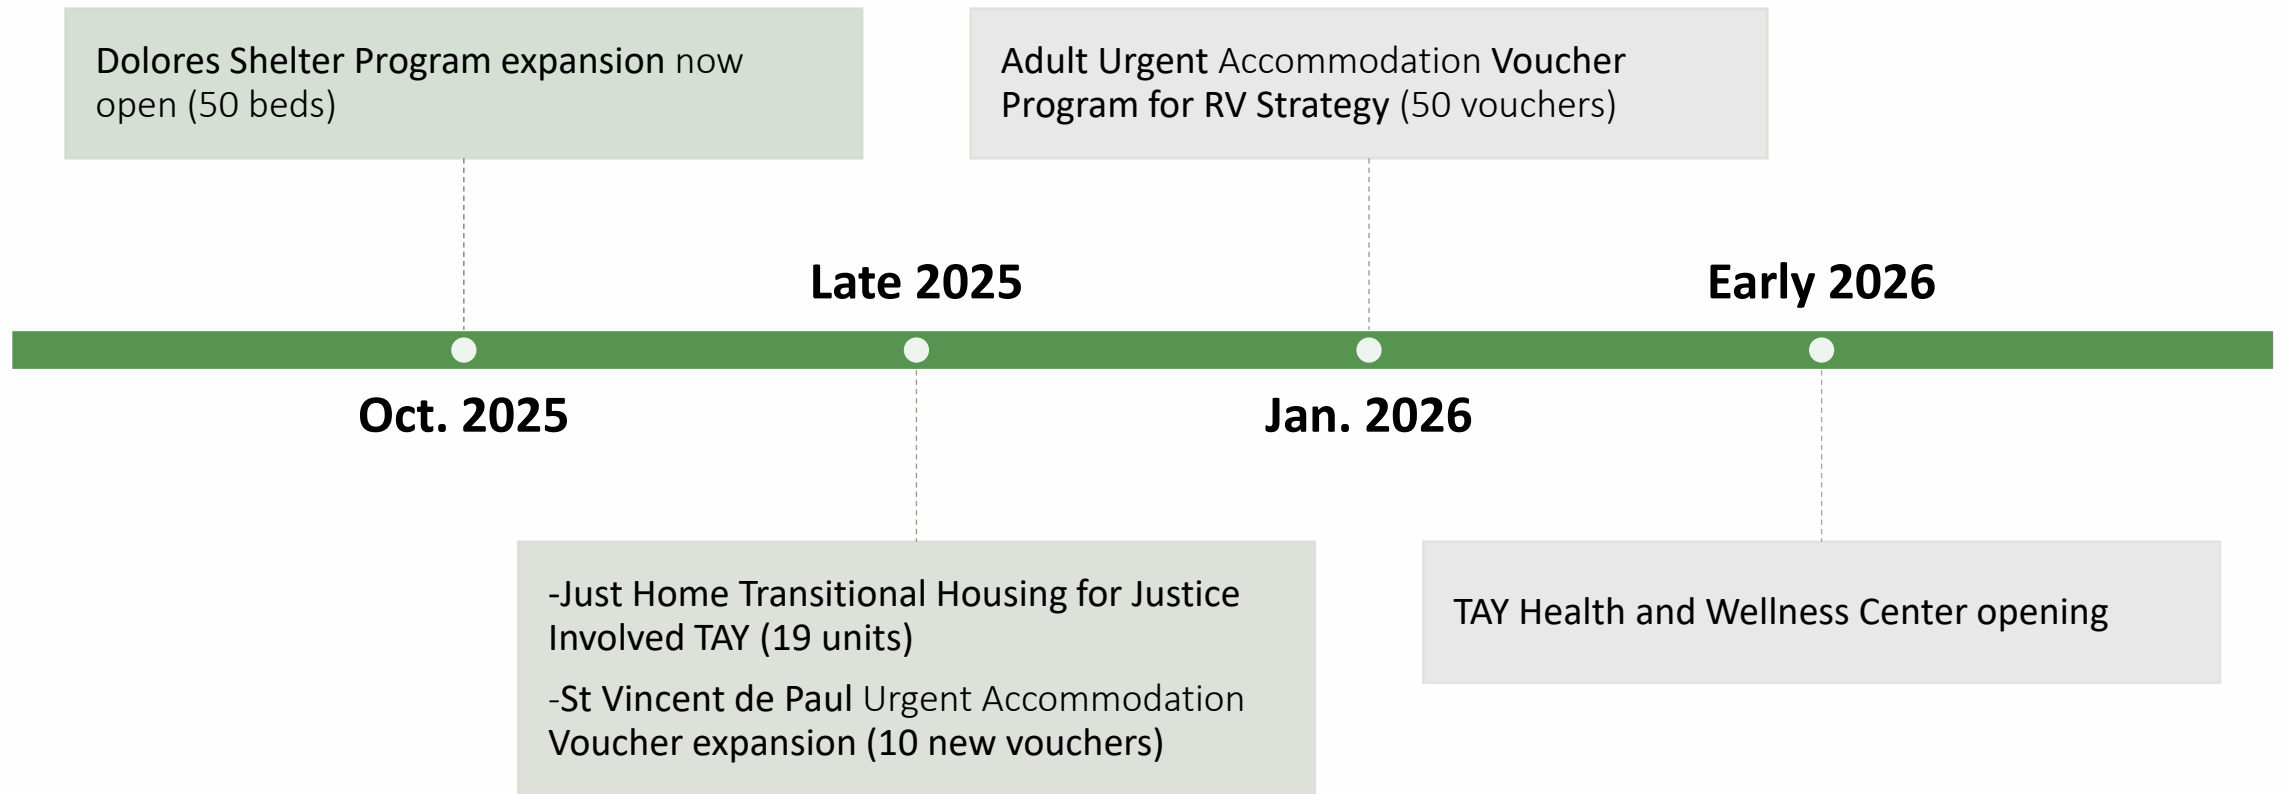 Dolores Shelter Program expansion now
open (50 beds)
Adult Urgent Accommodation Voucher
Program for RV Strategy (50 vouchers)
Late 2025
Early 2026
Oct. 2025
Jan. 2026
-Just Home Transitional Housing for Justice
Involved TAY (19 units)
-St Vincent de Paul Urgent Accommodation
Voucher expansion (10 new vouchers)
TAY Health and Wellness Center opening